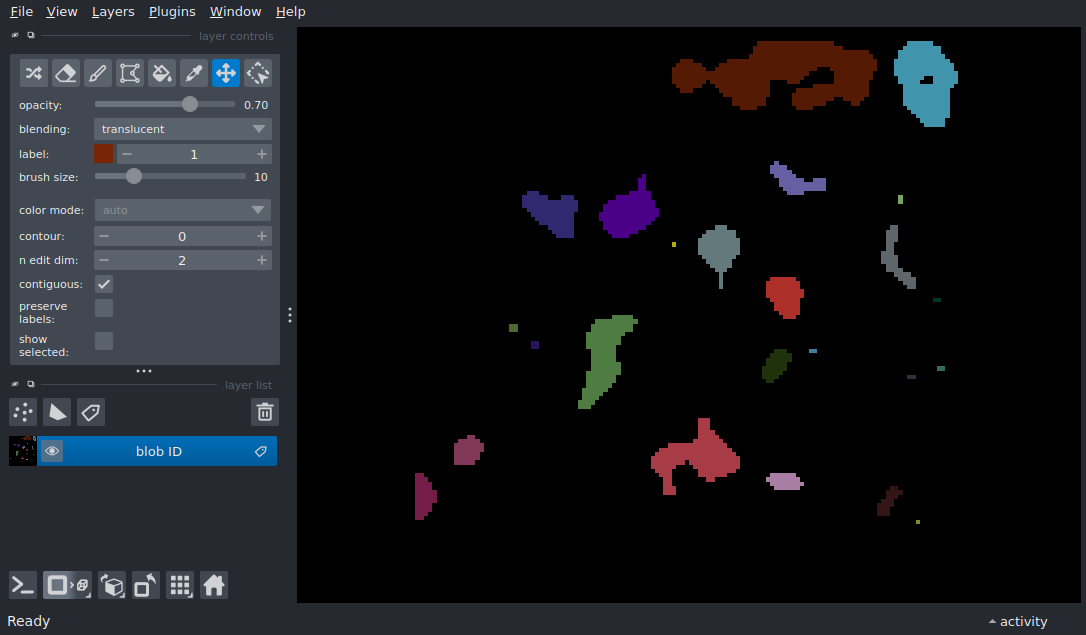 File View Layers Plugins Window Help
layer controls
opacity: 0.70
blending: translucent
label: 1
brush size: 10
color mode: auto
contour: 0
n edit dim: 2
contiguous:
preserve
labels:
show
selected:
layer list
blob ID
Ready
activity